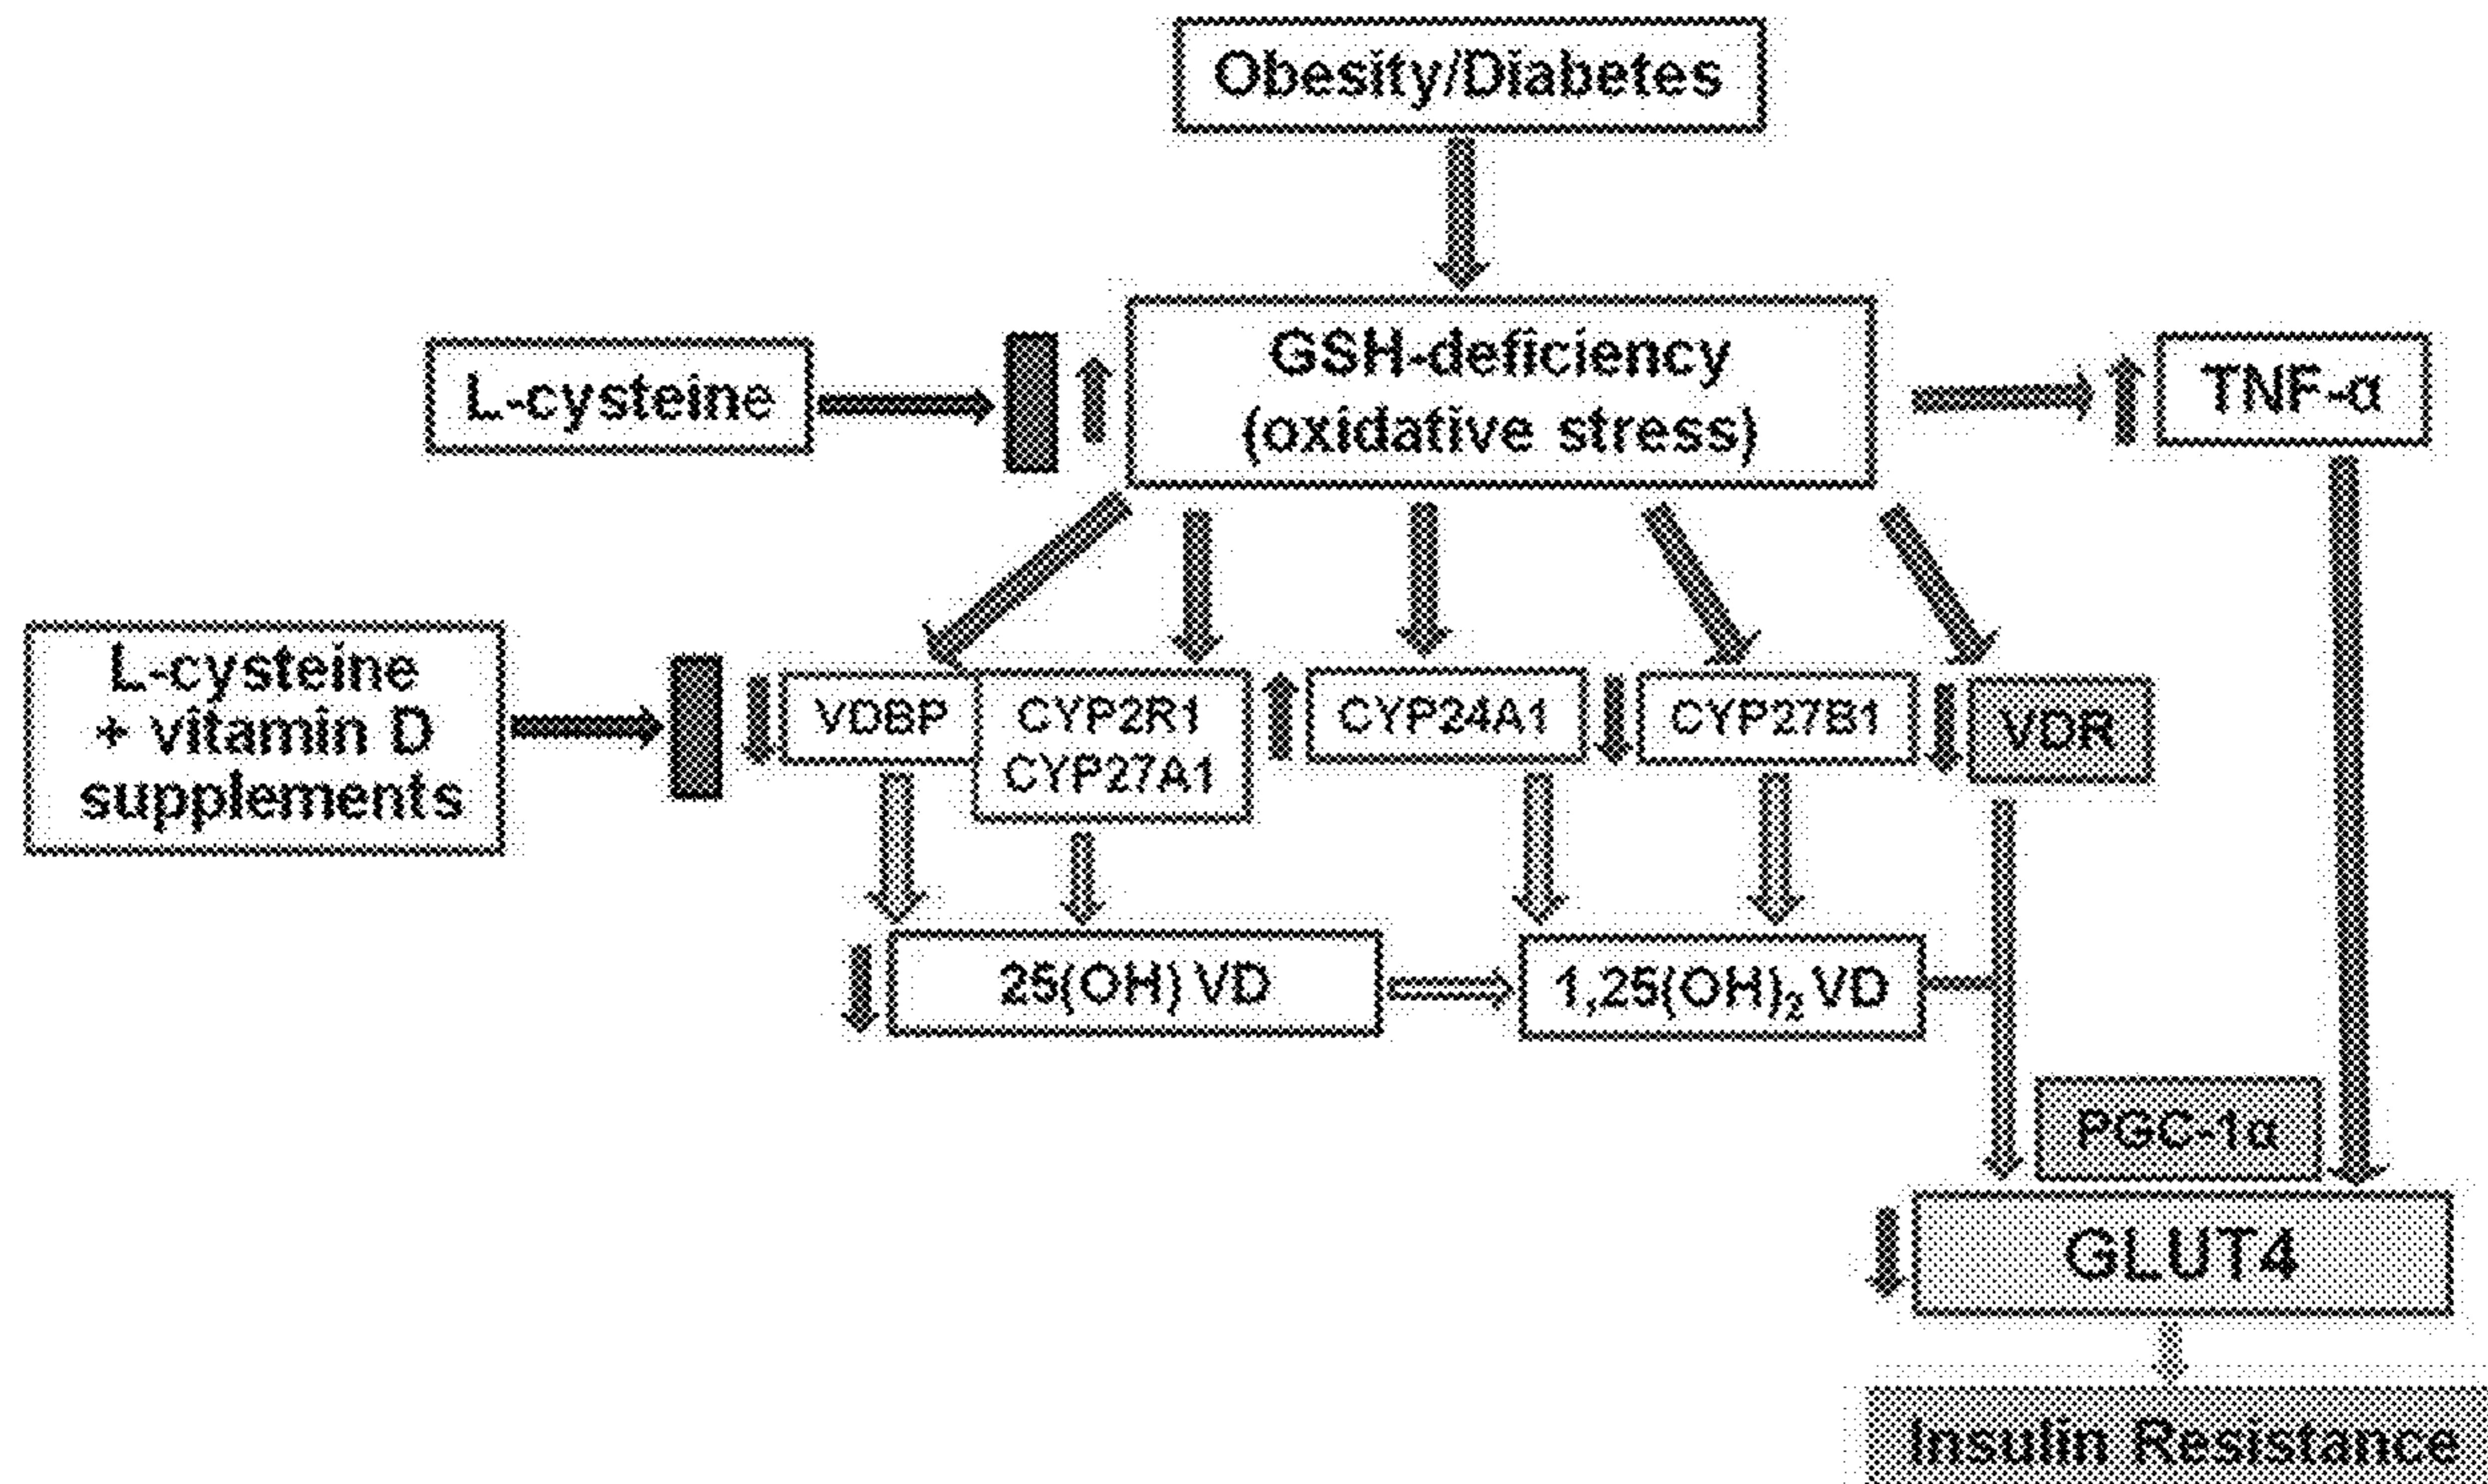 Obesity/Diabetes
GSH-deficiency
(oxidative stress)
L-cysteine
TNF-α
L-cysteine
+ vitamin D
supplements
VDBP
CYP2R1
CYP27A1
CYP24A1
CYP27B1
VDR
25(OH) VD
1,25(OH)₂ VD
PGC-1α
GLUT4
Insulin Resistance